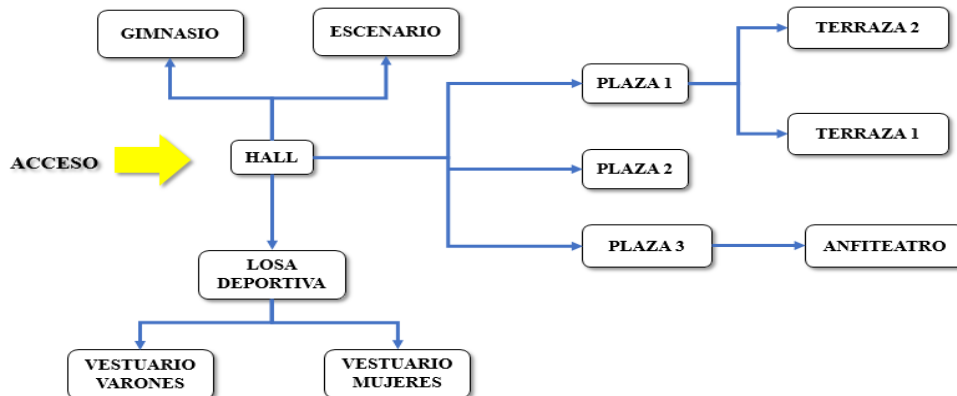 GIMNASIO
ESCENARIO
TERRAZA 2
PLAZA 1
TERRAZA 1
ACCESO
HALL
PLAZA 2
PLAZA 3
ANFITEATRO
LOSA
DEPORTIVA
VESTUARIO
VARONES
VESTUARIO
MUJERES